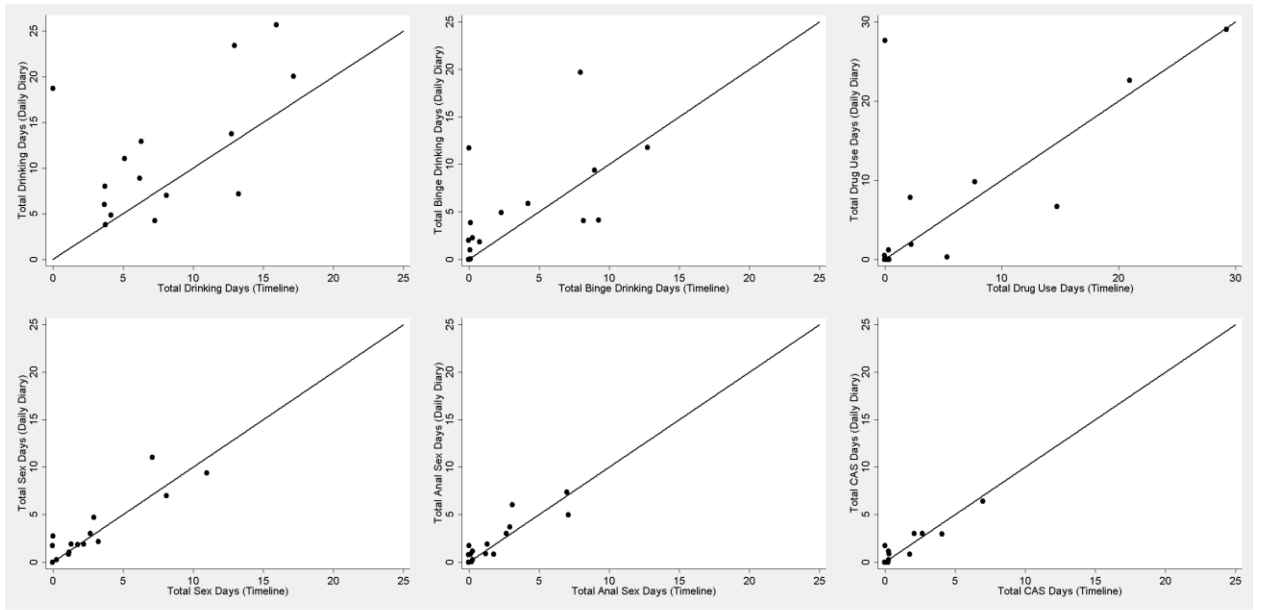 Total Drinking Days (Daily Diary)
25
20
15
10
5
0
0 5 10 15 20 25
Total Drinking Days (Timeline)
Total Binge Drinking Days (Daily Diary)
25
20
15
10
5
0
0 5 10 15 20 25
Total Binge Drinking Days (Timeline)
Total Drug Use Days (Daily Diary)
30
20
10
0
0 10 20 30
Total Drug Use Days (Timeline)
Total Sex Days (Daily Diary)
25
20
15
10
5
0
0 5 10 15 20 25
Total Sex Days (Timeline)
Total Anal Sex Days (Daily Diary)
25
20
15
10
5
0
0 5 10 15 20 25
Total Anal Sex Days (Timeline)
Total CAS Days (Daily Diary)
25
20
15
10
5
0
0 5 10 15 20 25
Total CAS Days (Timeline)